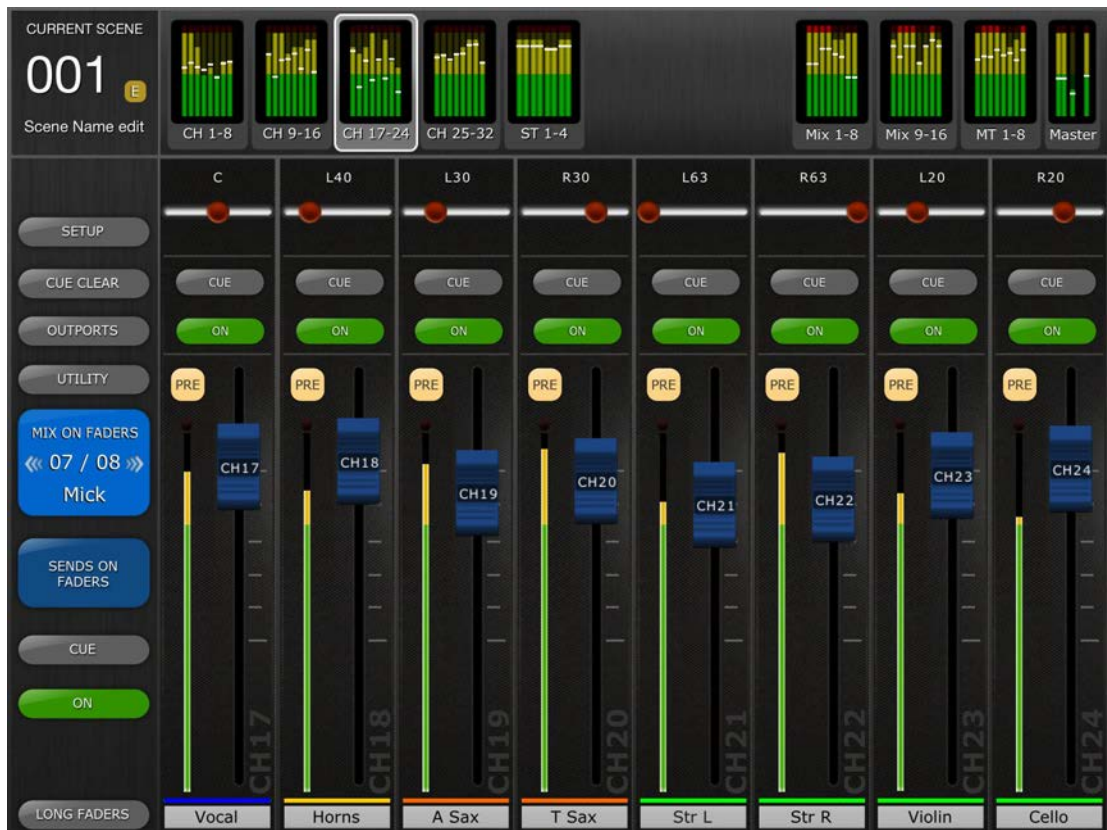 CURRENT SCENE
001 E
Scene Name edit
CH 1-8
CH 9-16
CH 17-24
CH 25-32
ST 1-4
Mix 1-8
Mix 9-16
MT 1-8
Master
C
L40
L30
R30
L63
R63
L20
R20
SETUP
CUE CLEAR
CUE
CUE
CUE
CUE
CUE
CUE
CUE
CUE
OUTPORTS
ON
ON
ON
ON
ON
ON
ON
ON
UTILITY
PRE
PRE
PRE
PRE
PRE
PRE
PRE
PRE
MIX ON FADERS
07 / 08
Mick
CH17
CH18
CH19
CH20
CH21
CH22
CH23
CH24
SENDS ON
FADERS
CUE
ON
CH17
CH18
CH19
CH20
CH21
CH22
CH23
CH24
LONG FADERS
Vocal
Horns
A Sax
T Sax
Str L
Str R
Violin
Cello